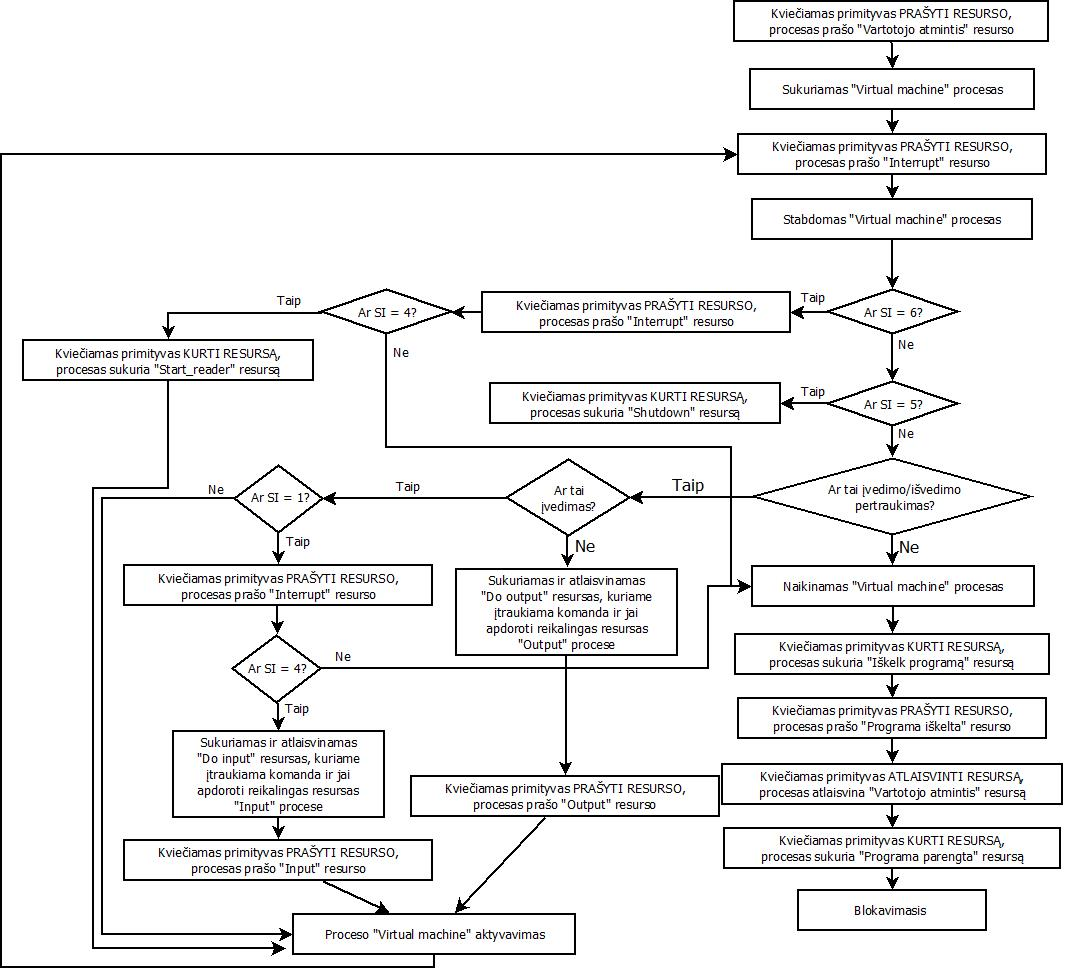 Kviečiamas primityvas PRAŠYTI RESURSO,
procesas prašo "Vartotojo atmintis" resurso
Sukuriamas "Virtual machine" procesas
Kviečiamas primityvas PRAŠYTI RESURSO,
procesas prašo "Interrupt" resurso
Stabdomas "Virtual machine" procesas
Ar SI = 6?
Taip
Ne
Kviečiamas primityvas PRAŠYTI RESURSO,
procesas prašo "Interrupt" resurso
Ar SI = 4?
Taip
Ne
Kviečiamas primityvas KURTI RESURSĄ,
procesas sukuria "Start_reader" resursą
Ar SI = 5?
Taip
Ne
Kviečiamas primityvas KURTI RESURSĄ,
procesas sukuria "Shutdown" resursą
Ar tai įvedimo/išvedimo
pertraukimas?
Taip
Ne
Ar tai
įvedimas?
Taip
Ne
Ar SI = 1?
Ne
Taip
Kviečiamas primityvas PRAŠYTI RESURSO,
procesas prašo "Interrupt" resurso
Ar SI = 4?
Ne
Taip
Sukuriamas ir atlaisvinamas
"Do input" resursas, kuriame
įtraukiama komanda ir jai
apdoroti reikalingas resursas
"Input" procese
Kviečiamas primityvas PRAŠYTI RESURSO,
procesas prašo "Input" resurso
Sukuriamas ir atlaisvinamas
"Do output" resursas, kuriame
įtraukiama komanda ir jai
apdoroti reikalingas resursas
"Output" procese
Kviečiamas primityvas PRAŠYTI RESURSO,
procesas prašo "Output" resurso
Proceso "Virtual machine" aktyvavimas
Naikinamas "Virtual machine" procesas
Kviečiamas primityvas KURTI RESURSĄ,
procesas sukuria "Iškelk programą" resursą
Kviečiamas primityvas PRAŠYTI RESURSO,
procesas prašo "Programa iškelta" resurso
Kviečiamas primityvas ATLAISVINTI RESURSĄ,
procesas atlaisvina "Vartotojo atmintis" resursą
Kviečiamas primityvas KURTI RESURSĄ,
procesas sukuria "Programa parengta" resursą
Blokavimasis